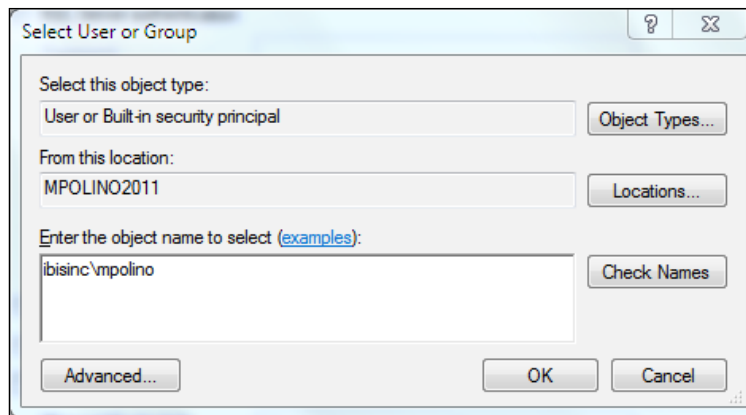 Select User or Group
?
Select this object type:
User or Built-in security principal
Object Types...
From this location:
MPOLINO2011
Locations...
Enter the object name to select (examples):
ibisinc\mpolino
Check Names
Advanced...
OK
Cancel